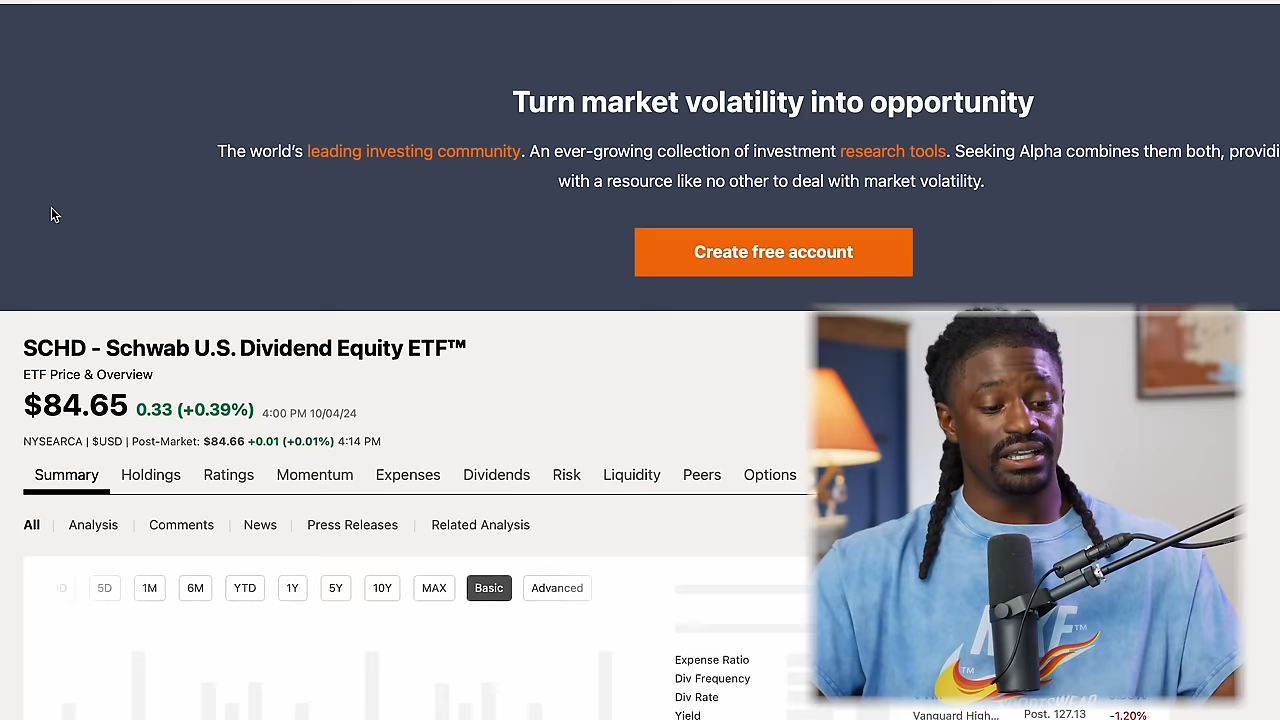 Turn market volatility into opportunity
The world's leading investing community. An ever-growing collection of investment research tools. Seeking Alpha combines them both,
with a resource like no other to deal with market volatility.
Create free account
SCHD - Schwab U.S. Dividend Equity ETF™
ETF Price & Overview
$84.65 0.33 (+0.39%) 4:00 PM 10/04/24
NYSEARCA | $USD | Post-Market: $84.66 +0.01 (+0.01%) 4:14 PM
Summary Holdings Ratings Momentum Expenses Dividends Risk Liquidity Peers Options
All | Analysis | Comments | News | Press Releases | Related Analysis
5D 1M 6M YTD 1Y 5Y 10Y MAX Basic Advanced
Expense Ratio
Div Frequency
Div Rate
Yield
Vanguard High... Post. 127.13 -1.20%